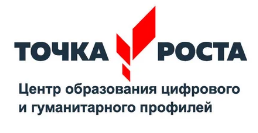 ТОЧКА РОСТА
Центр образования цифрового
и гуманитарного профилей